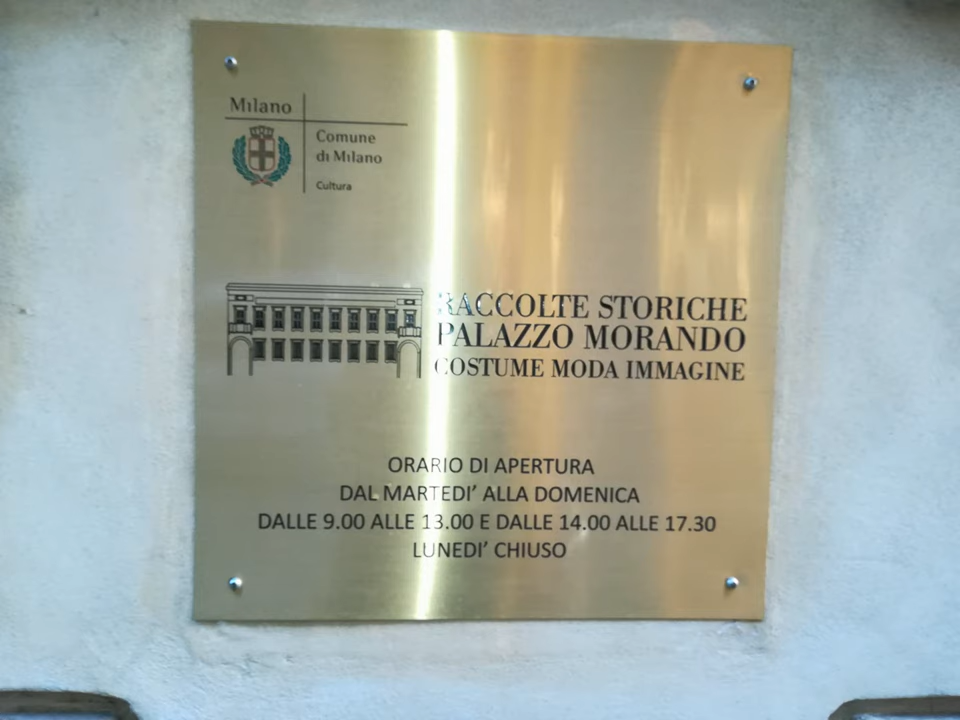 Milano
Comune
di Milano
Cultura
RACCOLTE STORICHE
PALAZZO MORANDO
COSTUME MODA IMMAGINE
ORARIO DI APERTURA
DAL MARTEDI' ALLA DOMENICA
DALLE 9.00 ALLE 13.00 E DALLE 14.00 ALLE 17.30
LUNEDI' CHIUSO